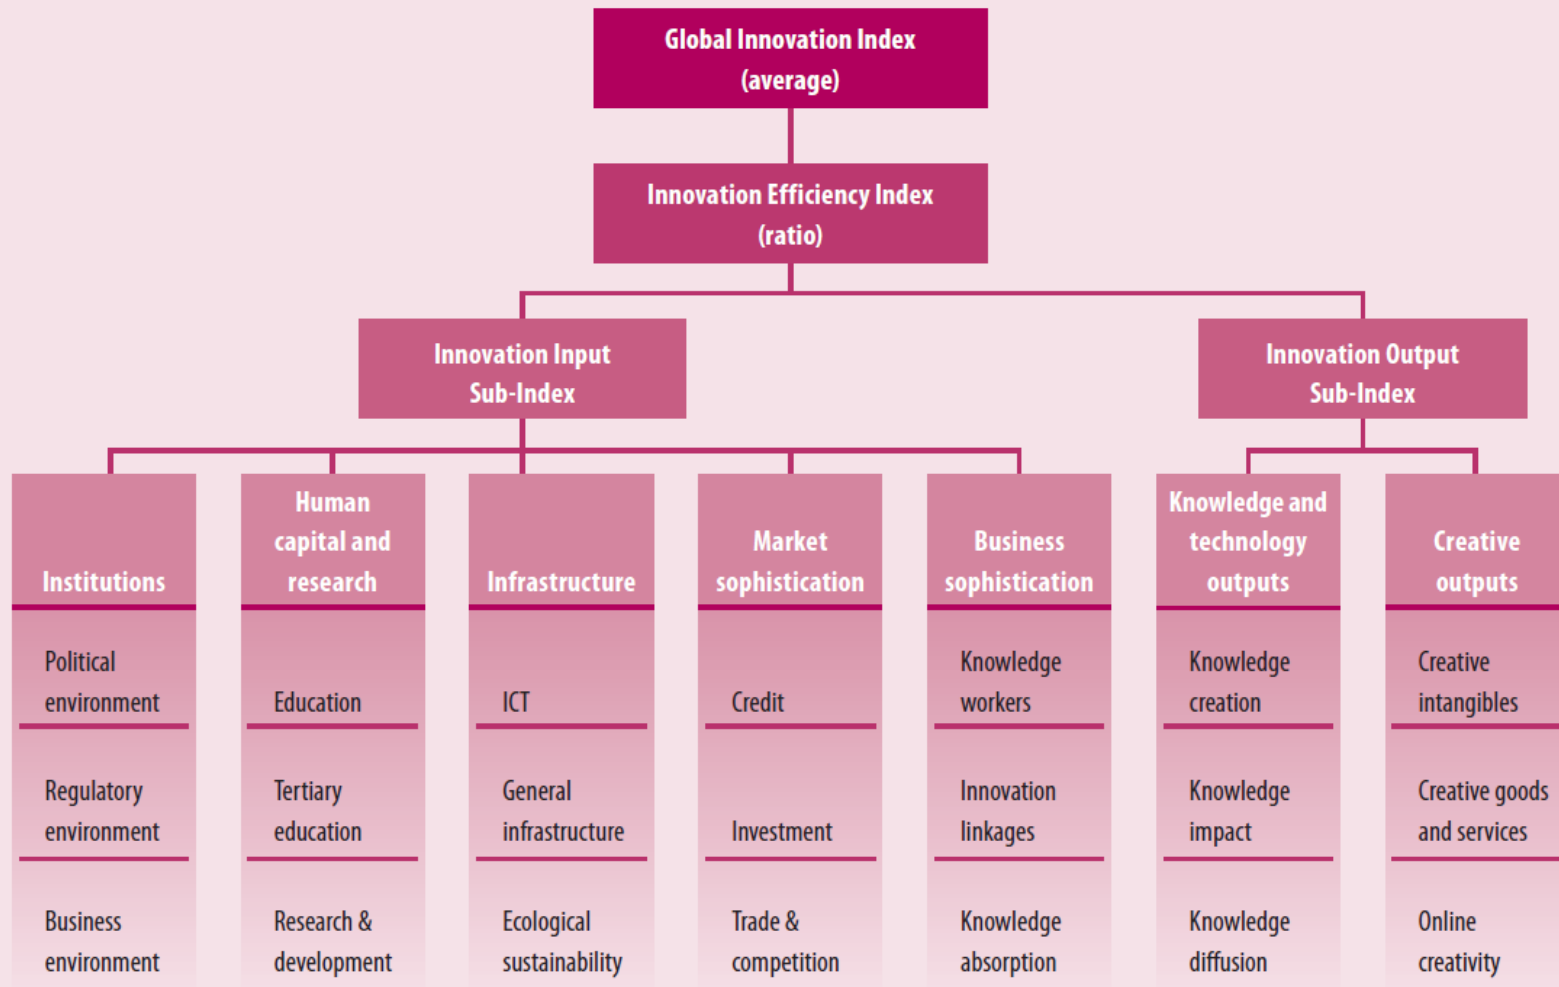 Global Innovation Index
(average)
Innovation Efficiency Index
(ratio)
Innovation Input
Sub-Index
Innovation Output
Sub-Index
Institutions
Human
capital and
research
Infrastructure
Market
sophistication
Business
sophistication
Knowledge and
technology
outputs
Creative
outputs
Political
environment
Education
ICT
Credit
Knowledge
workers
Knowledge
creation
Creative
intangibles
Regulatory
environment
Tertiary
education
General
infrastructure
Investment
Innovation
linkages
Knowledge
impact
Creative goods
and services
Business
environment
Research &
development
Ecological
sustainability
Trade &
competition
Knowledge
absorption
Knowledge
diffusion
Online
creativity